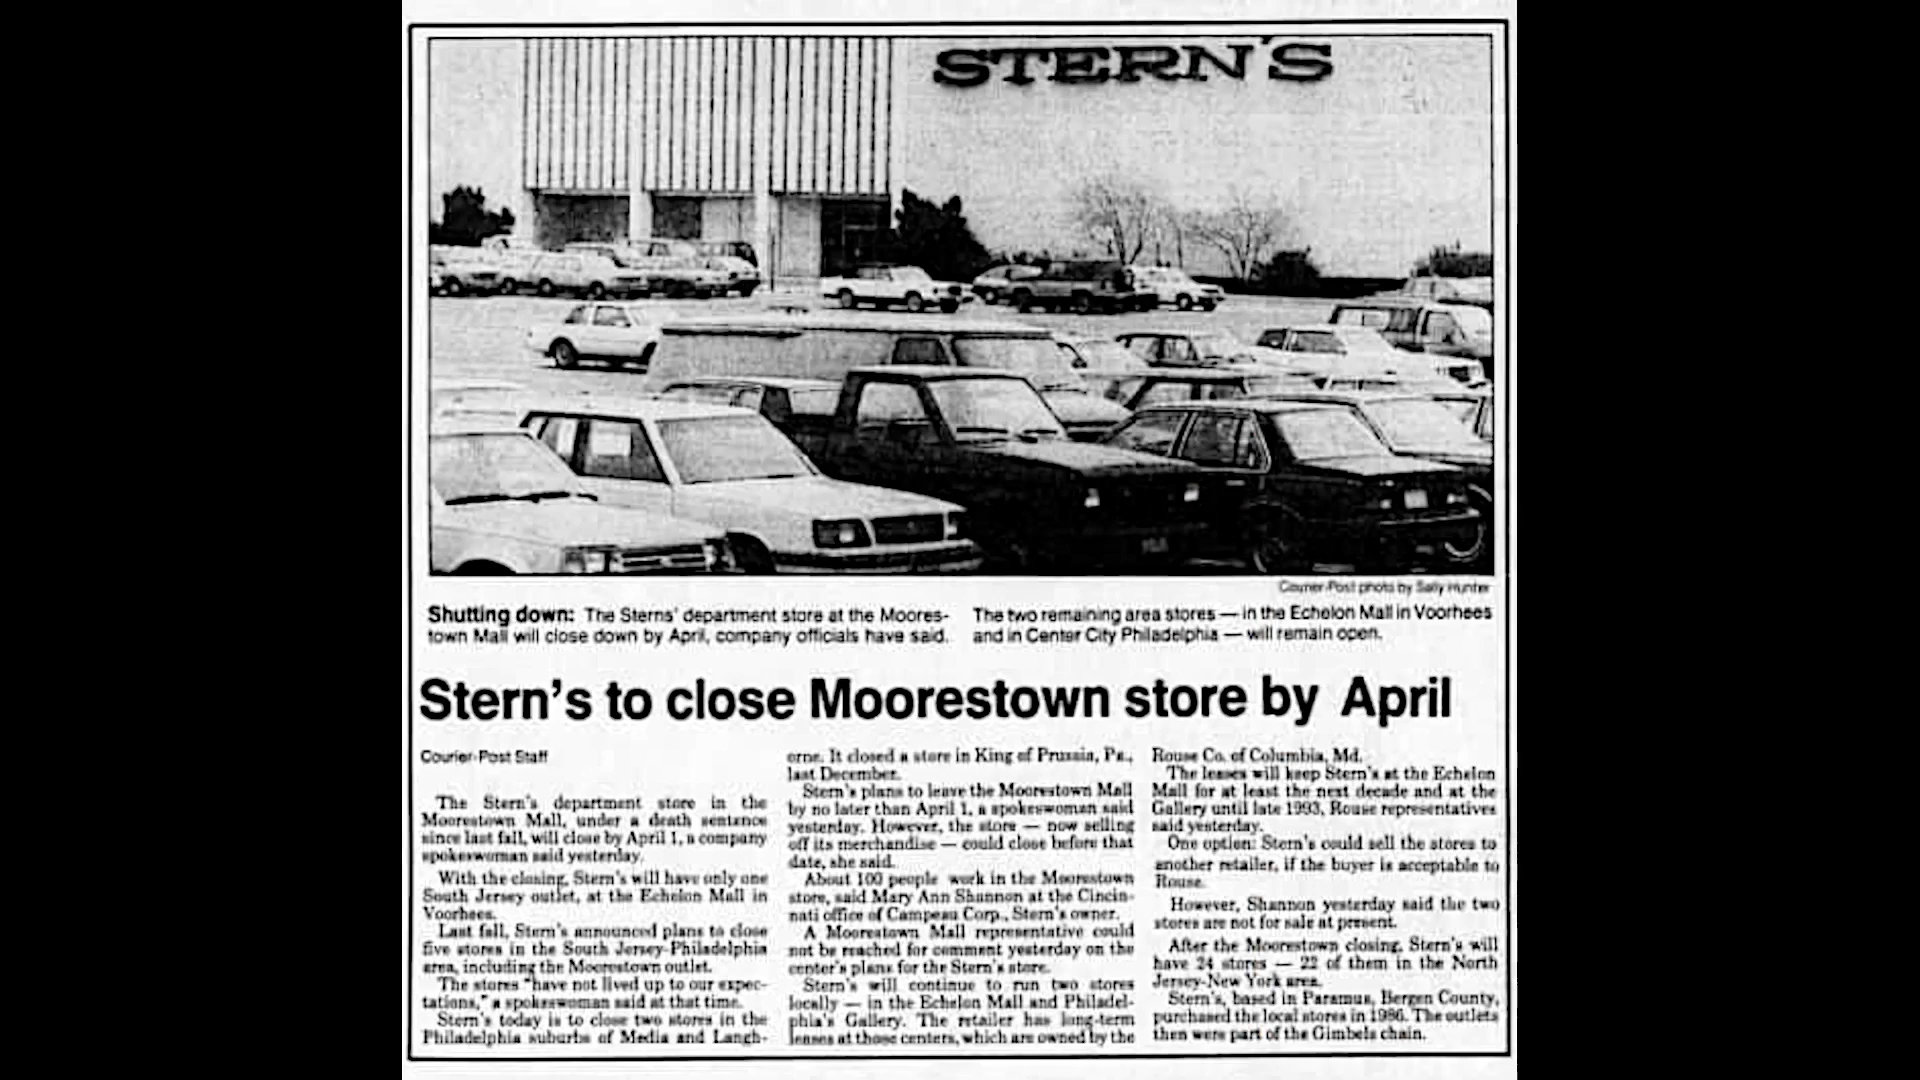 STERN'S
Courier-Post photo by Sally Hunter
Shutting down: The Sterns' department store at the Moores-
town Mall will close down by April, company officials have said.
The two remaining area stores — in the Echelon Mall in Voorhees
and in Center City Philadelphia — will remain open.
Stern's to close Moorestown store by April
Courier-Post Staff
The Stern's department store in the
Moorestown Mall, under a death sentence
since last fall, will close by April 1, a company
spokeswoman said yesterday.
With the closing, Stern's will have only one
South Jersey outlet, at the Echelon Mall in
Voorhees.
Last fall, Stern's announced plans to close
five stores in the South Jersey-Philadelphia
area, including the Moorestown outlet.
The stores "have not lived up to our expec-
tations," a spokeswoman said at that time.
Stern's today is to close two stores in the
Philadelphia suburbs of Media and Langh-
orne. It closed a store in King of Prussia, Pa.,
last December.
Stern's plans to leave the Moorestown Mall
by no later than April 1, a spokeswoman said
yesterday. However, the store — now selling
off its merchandise — could close before that
date, she said.
About 100 people work in the Moorestown
store, said Mary Ann Shannon at the Cincin-
nati office of Campeau Corp., Stern's owner.
A Moorestown Mall representative could
not be reached for comment yesterday on the
center's plans for the Stern's store.
Stern's will continue to run two stores
locally — in the Echelon Mall and Philadel-
phia's Gallery. The retailer has long-term
leases at those centers, which are owned by the
Rouse Co. of Columbia, Md.
The leases will keep Stern's at the Echelon
Mall for at least the next decade and at the
Gallery until late 1993, Rouse representatives
said yesterday.
One option: Stern's could sell the stores to
another retailer, if the buyer is acceptable to
Rouse.
However, Shannon yesterday said the two
stores are not for sale at present.
After the Moorestown closing, Stern's will
have 24 stores — 22 of them in the North
Jersey-New York area.
Stern's, based in Paramus, Bergen County,
purchased the local stores in 1986. The outlets
then were part of the Gimbels chain.